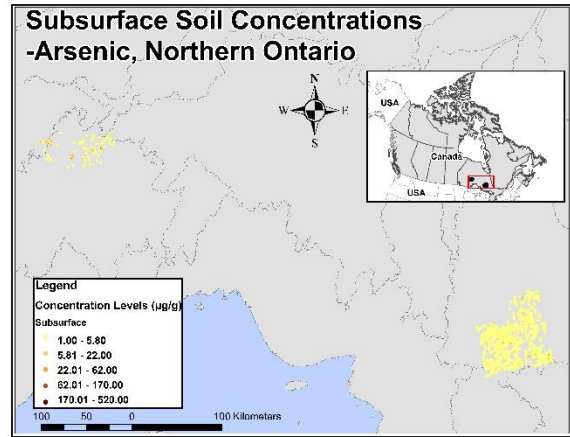 Subsurface Soil Concentrations
-Arsenic, Northern Ontario
N
W E
S
USA
Canada
USA
Legend
Concentration Levels (µg/g)
Subsurface
1.00 - 5.80
5.81 - 22.00
22.01 - 62.00
62.01 - 170.00
170.01 - 520.00
100 50 0 100 Kilometers